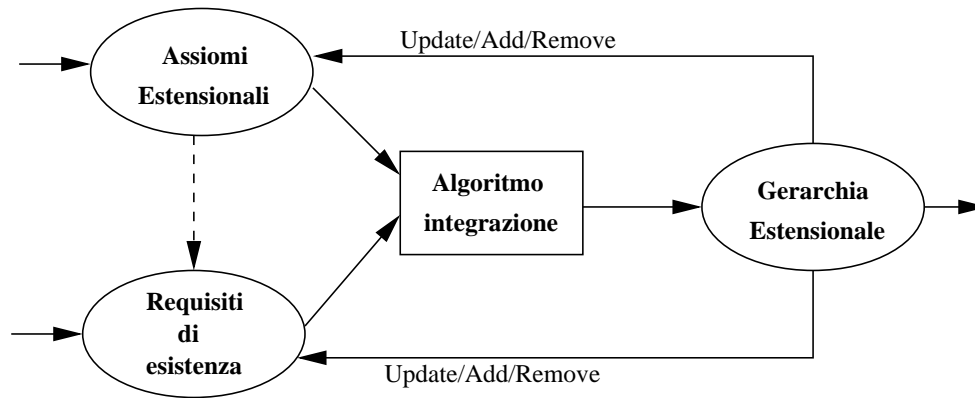 Update/Add/Remove
Assiomi
Estensionali
Algoritmo
integrazione
Gerarchia
Estensionale
Requisiti
di
esistenza
Update/Add/Remove